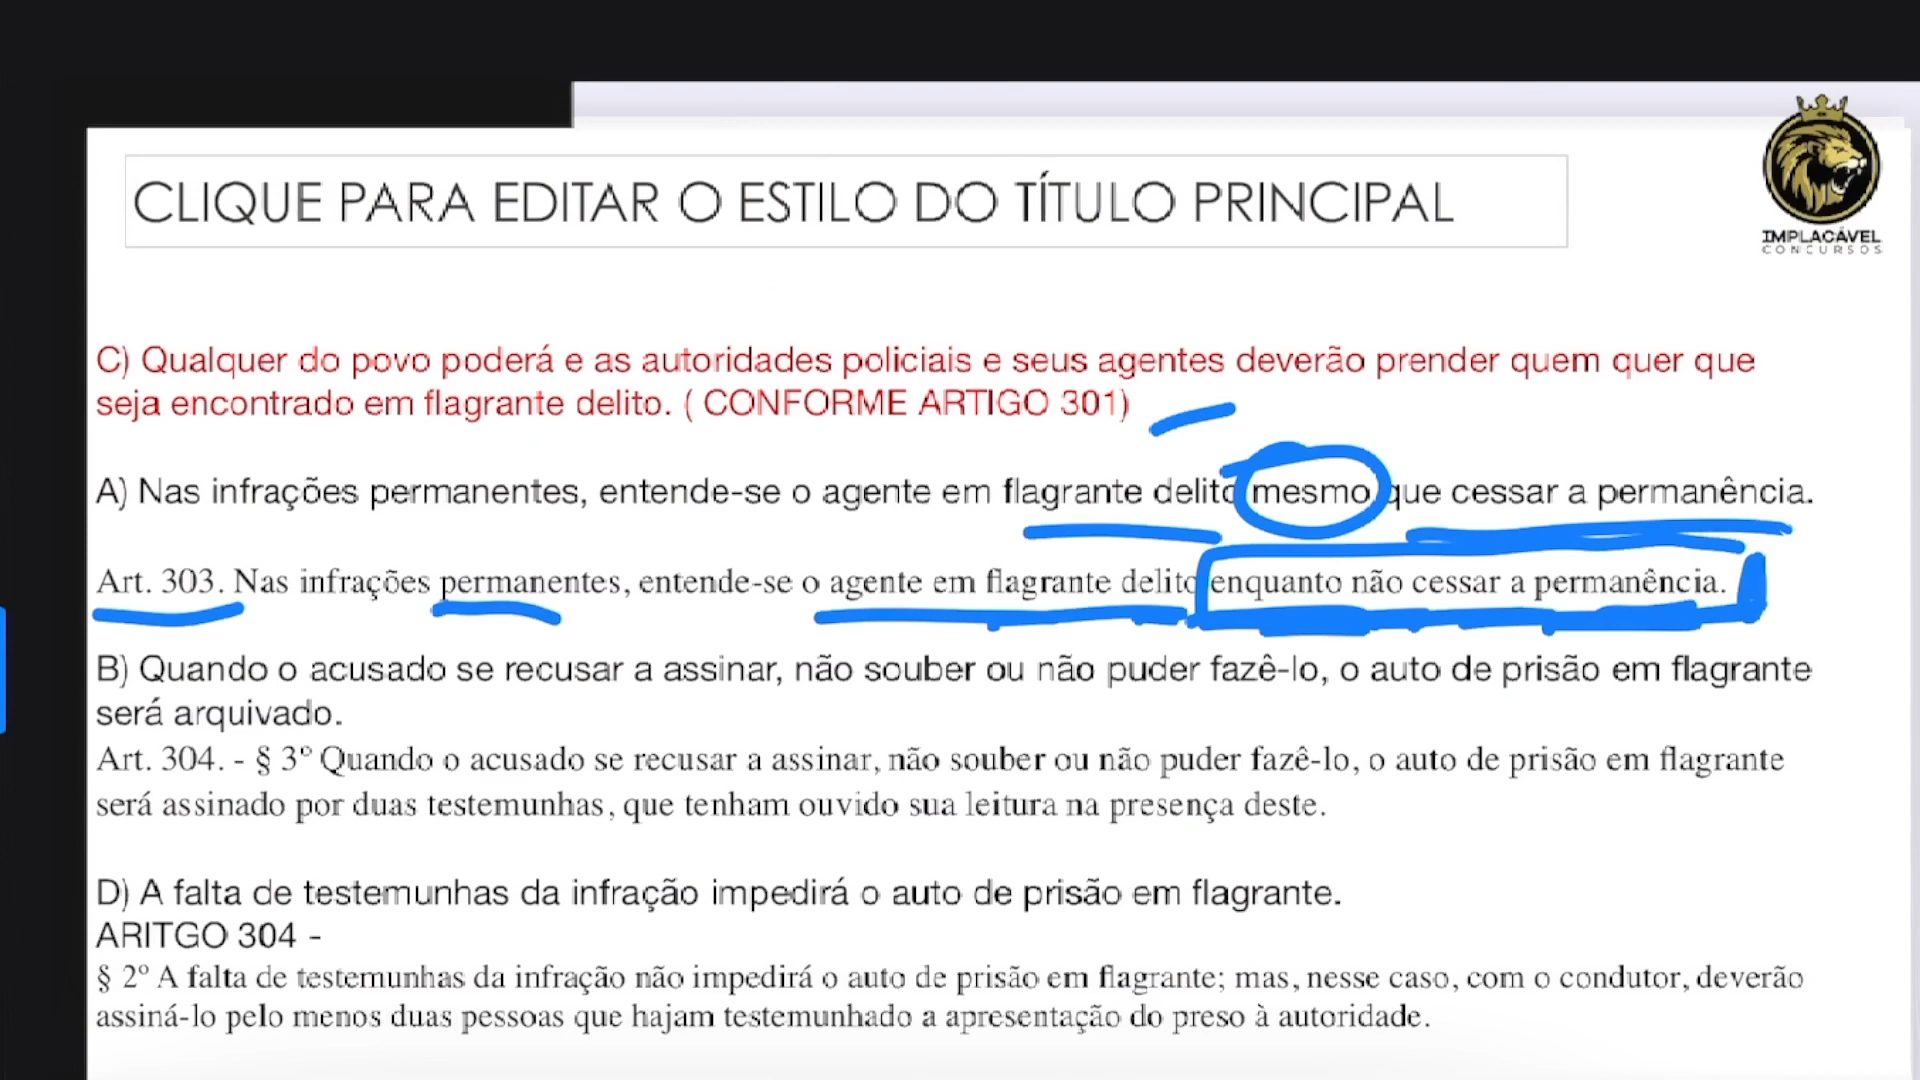 CLIQUE PARA EDITAR O ESTILO DO TÍTULO PRINCIPAL
IMPLACÁVEL
CONCURSOS
C) Qualquer do povo poderá e as autoridades policiais e seus agentes deverão prender quem quer que
seja encontrado em flagrante delito. ( CONFORME ARTIGO 301)
A) Nas infrações permanentes, entende-se o agente em flagrante delito mesmo que cessar a permanência.
Art. 303. Nas infrações permanentes, entende-se o agente em flagrante delito enquanto não cessar a permanência.
B) Quando o acusado se recusar a assinar, não souber ou não puder fazê-lo, o auto de prisão em flagrante
será arquivado.
Art. 304. - § 3º Quando o acusado se recusar a assinar, não souber ou não puder fazê-lo, o auto de prisão em flagrante
será assinado por duas testemunhas, que tenham ouvido sua leitura na presença deste.
D) A falta de testemunhas da infração impedirá o auto de prisão em flagrante.
ARITGO 304 -
§ 2º A falta de testemunhas da infração não impedirá o auto de prisão em flagrante; mas, nesse caso, com o condutor, deverão
assiná-lo pelo menos duas pessoas que hajam testemunhado a apresentação do preso à autoridade.